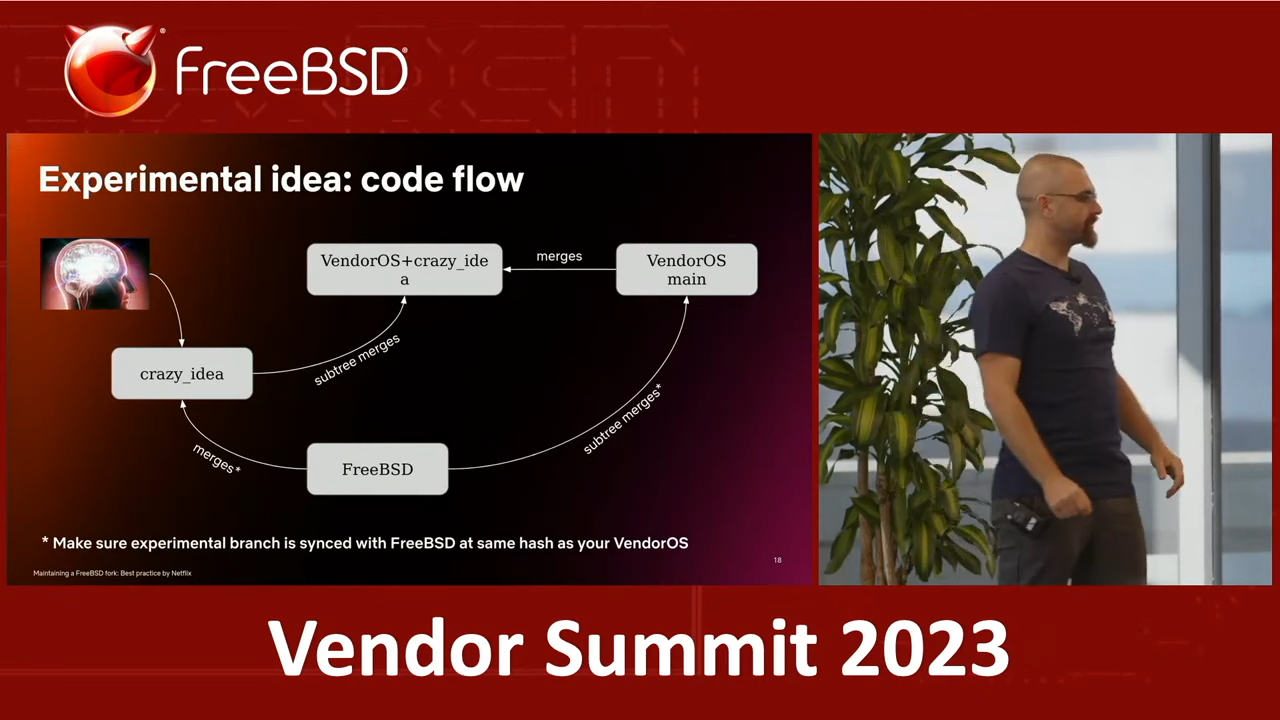 FreeBSD®
Experimental idea: code flow
VendorOS+crazy_ide
a
merges
VendorOS
main
subtree merges
crazy_idea
subtree merges*
merges*
FreeBSD
* Make sure experimental branch is synced with FreeBSD at same hash as your VendorOS
18
Maintaining a FreeBSD fork: Best practice by Netflix
Vendor Summit 2023